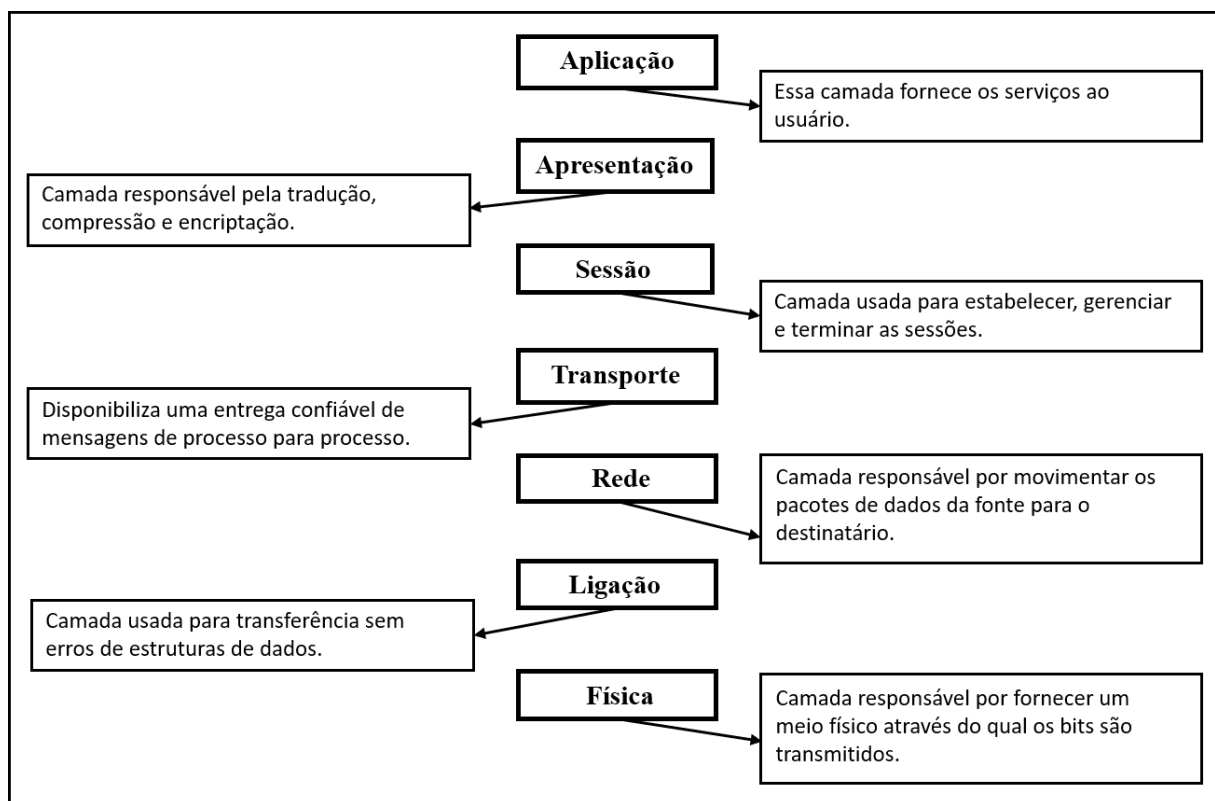 Aplicação
Essa camada fornece os serviços ao
usuário.
Apresentação
Camada responsável pela tradução,
compressão e encriptação.
Sessão
Camada usada para estabelecer, gerenciar
e terminar as sessões.
Transporte
Disponibiliza uma entrega confiável de
mensagens de processo para processo.
Rede
Camada responsável por movimentar os
pacotes de dados da fonte para o
destinatário.
Ligação
Camada usada para transferência sem
erros de estruturas de dados.
Física
Camada responsável por fornecer um
meio físico através do qual os bits são
transmitidos.